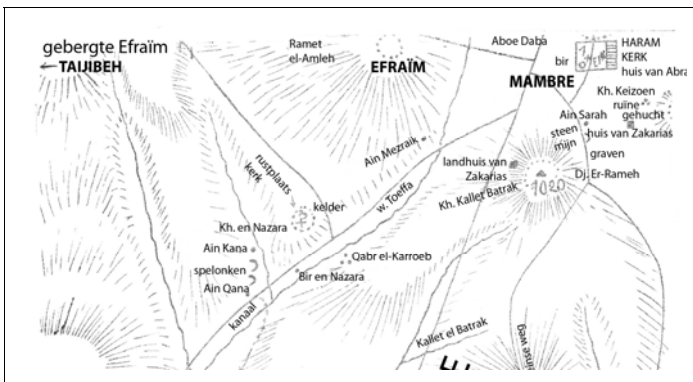 gebergte Efraïm
TAIJIBEH
Ramet
el-Amleh
EFRAÏM
Aboe Daba
bir
HARAM
KERK
huis van Abra
MAMBRE
Kh. Keizoen
ruïne
gehucht
Ain Sarah
huis van Zakarias
steen
mijn
graven
Dj. Er-Rameh
1020
landhuis van
Zakarias
Kh. Kallet Batrak
Ain Mezraik
w. Toeffa
rustplaats
kerk
kelder
Kh. en Nazara
Ain Kana
spelonken
Ain Qana
Qabr el-Karroeb
Bir en Nazara
kanaal
Kallet el Batrak
inse weg